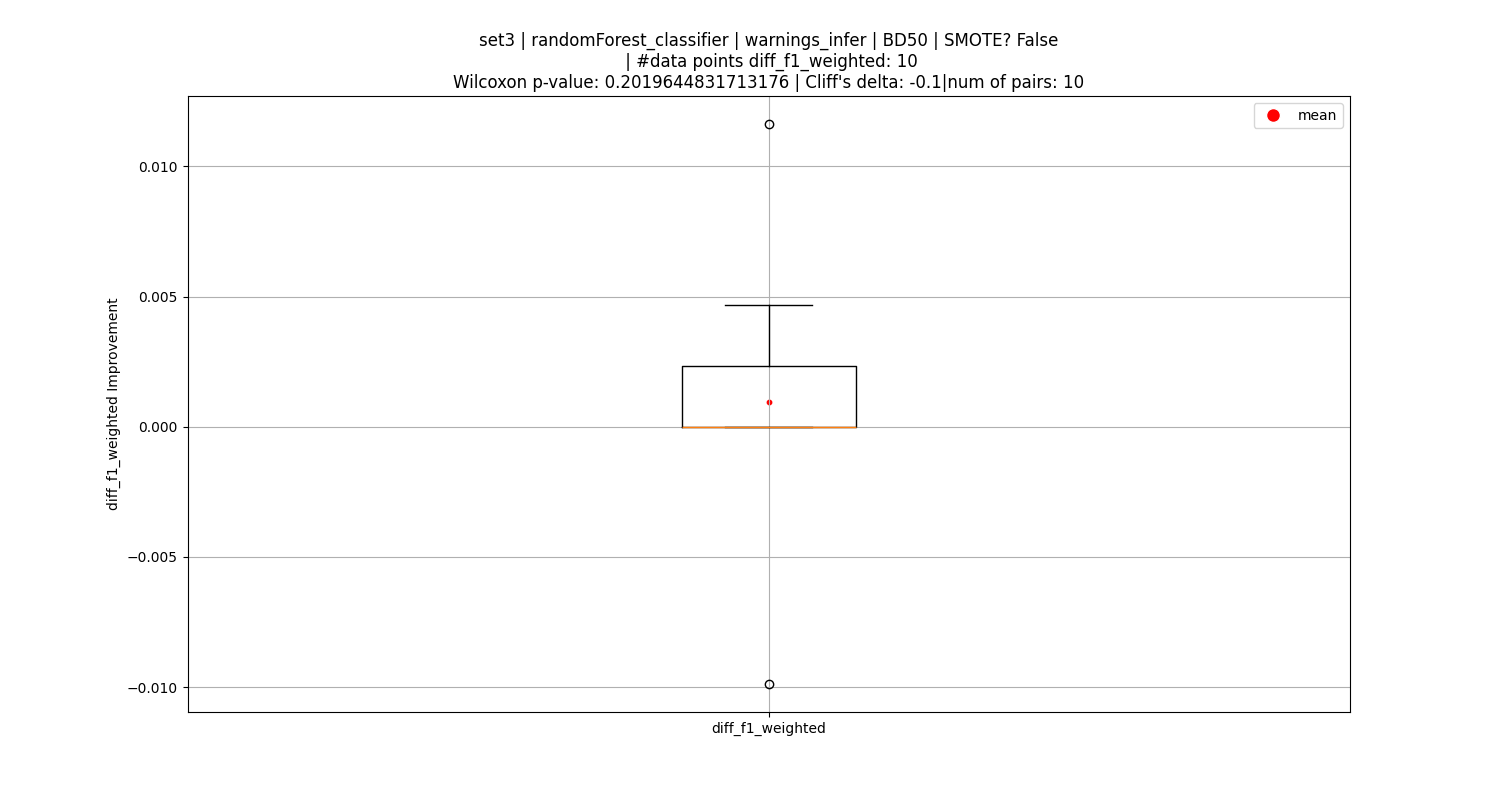 set3 | randomForest_classifier | warnings_infer | BD50 | SMOTE? False
| #data points diff_f1_weighted: 10
Wilcoxon p-value: 0.2019644831713176 | Cliff's delta: -0.1|num of pairs: 10
mean
0.010
0.005
0.000
−0.005
−0.010
diff_f1_weighted Improvement
diff_f1_weighted